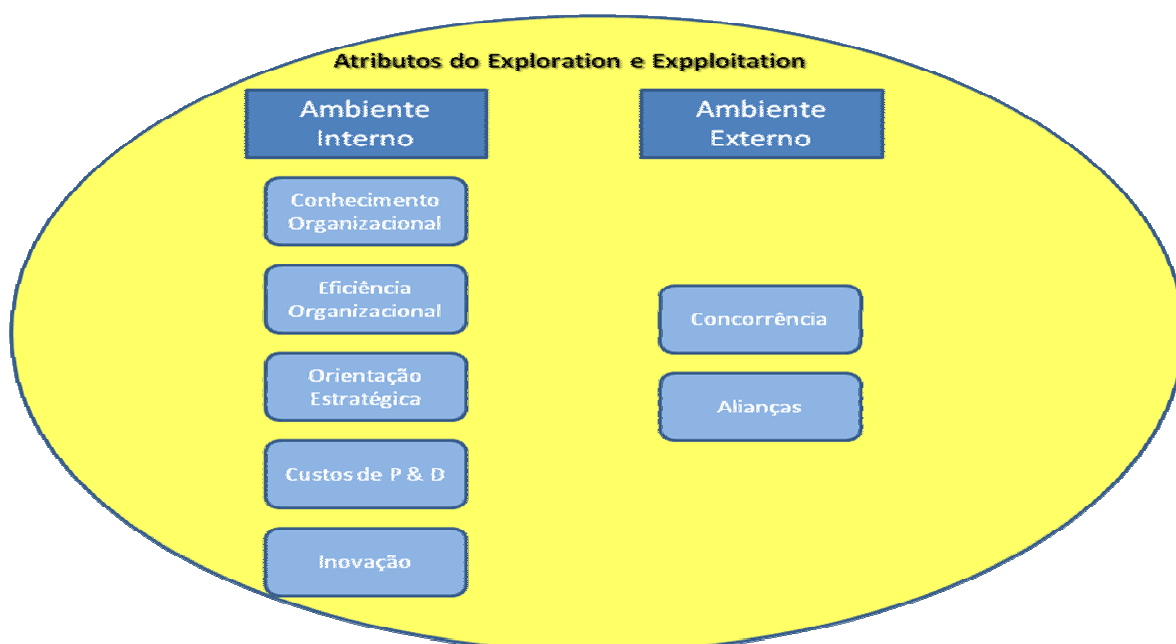 Atributos do Exploration e Expploitation
Ambiente
Interno
Conhecimento
Organizacional
Eficiência
Organizacional
Orientação
Estratégica
Custos de P & D
Inovação
Ambiente
Externo
Concorrência
Alianças